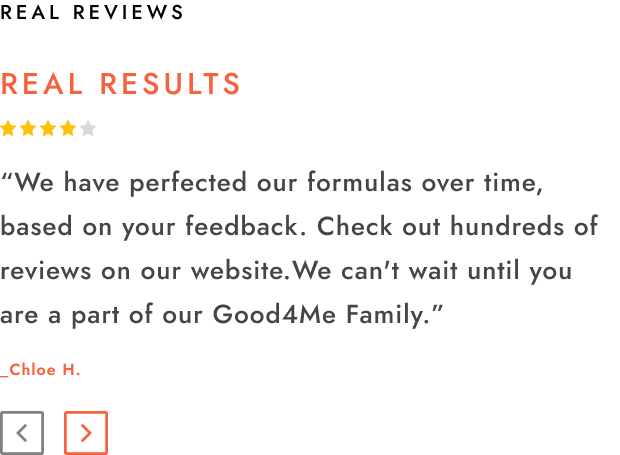 REAL REVIEWS
REAL RESULTS
“We have perfected our formulas over time,
based on your feedback. Check out hundreds of
reviews on our website.We can't wait until you
are a part of our Good4Me Family.”
_Chloe H.